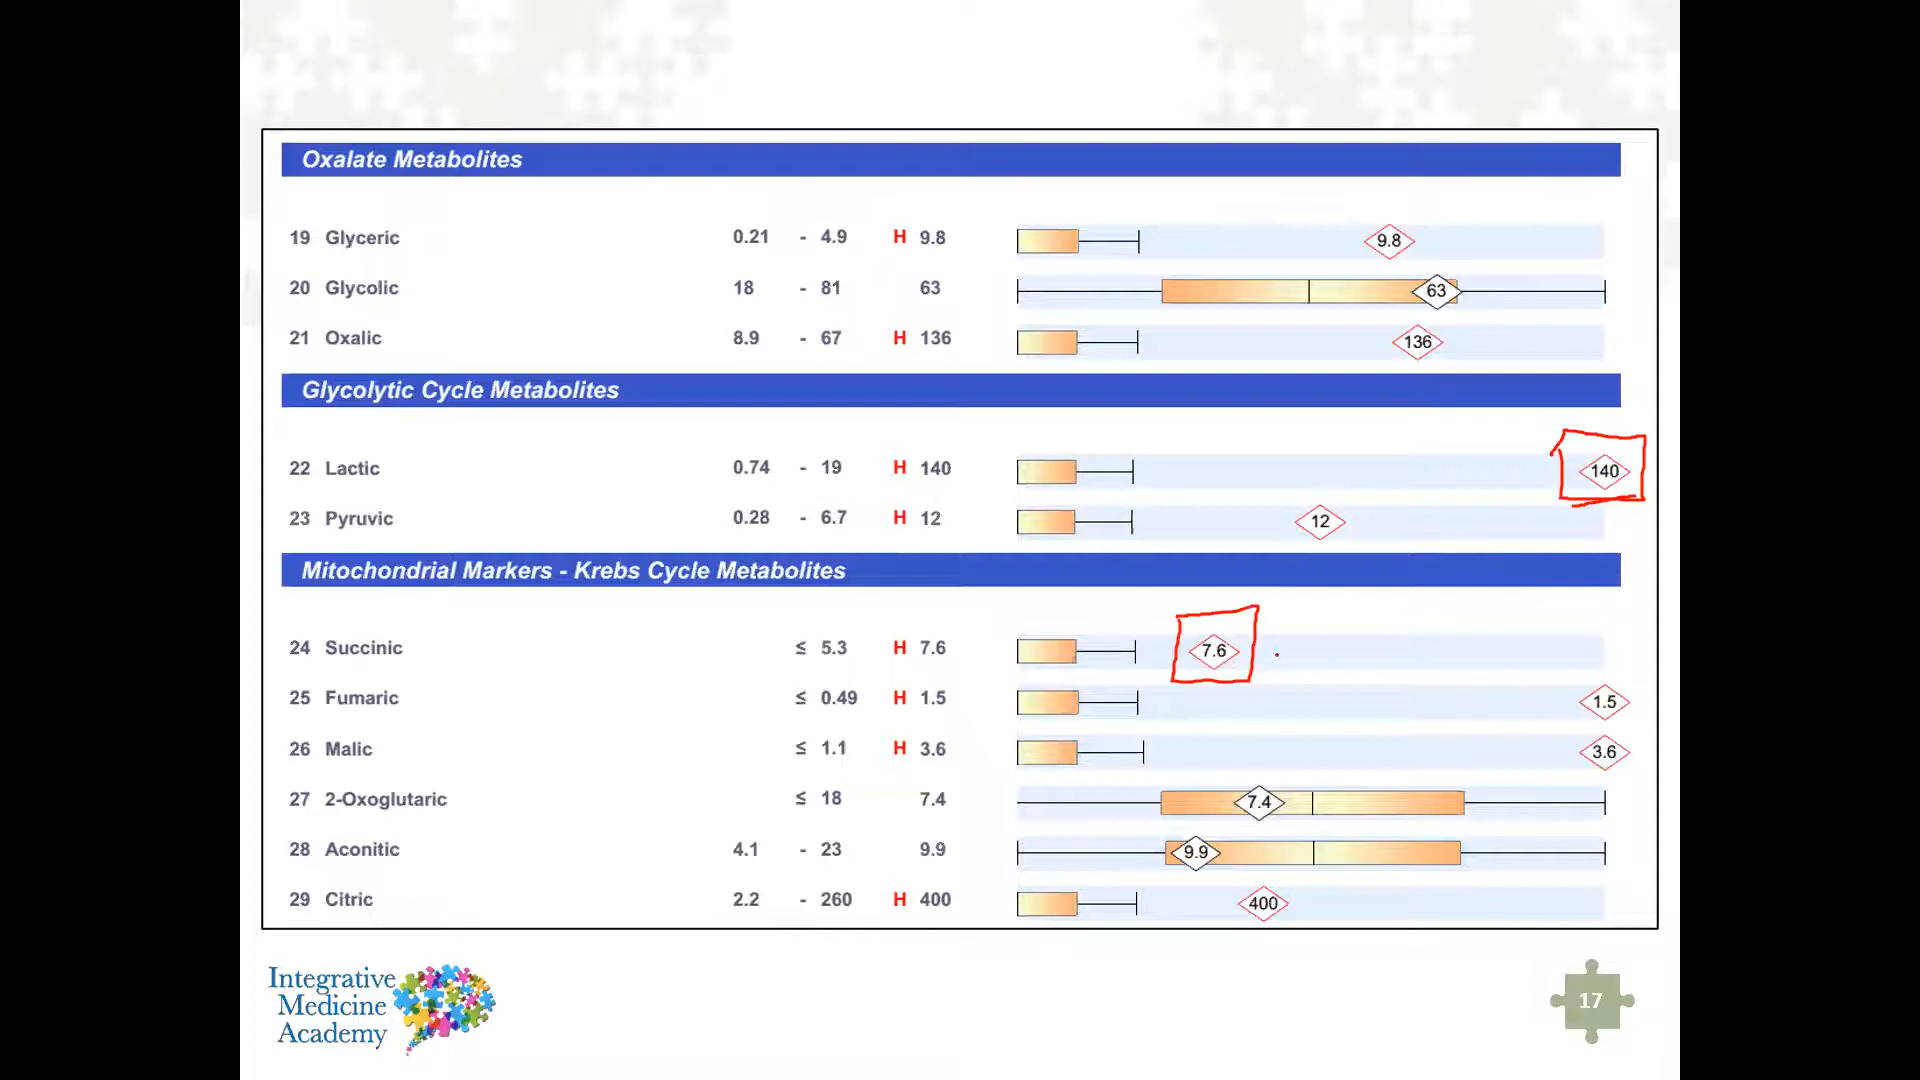 Oxalate Metabolites
19 Glyceric 0.21 - 4.9 H 9.8 9.8
20 Glycolic 18 - 81 63 63
21 Oxalic 8.9 - 67 H 136 136
Glycolytic Cycle Metabolites
22 Lactic 0.74 - 19 H 140 140
23 Pyruvic 0.28 - 6.7 H 12 12
Mitochondrial Markers - Krebs Cycle Metabolites
24 Succinic ≤ 5.3 H 7.6 7.6
25 Fumaric ≤ 0.49 H 1.5 1.5
26 Malic ≤ 1.1 H 3.6 3.6
27 2-Oxoglutaric ≤ 18 7.4 7.4
28 Aconitic 4.1 - 23 9.9 9.9
29 Citric 2.2 - 260 H 400 400
Integrative
Medicine
Academy
17